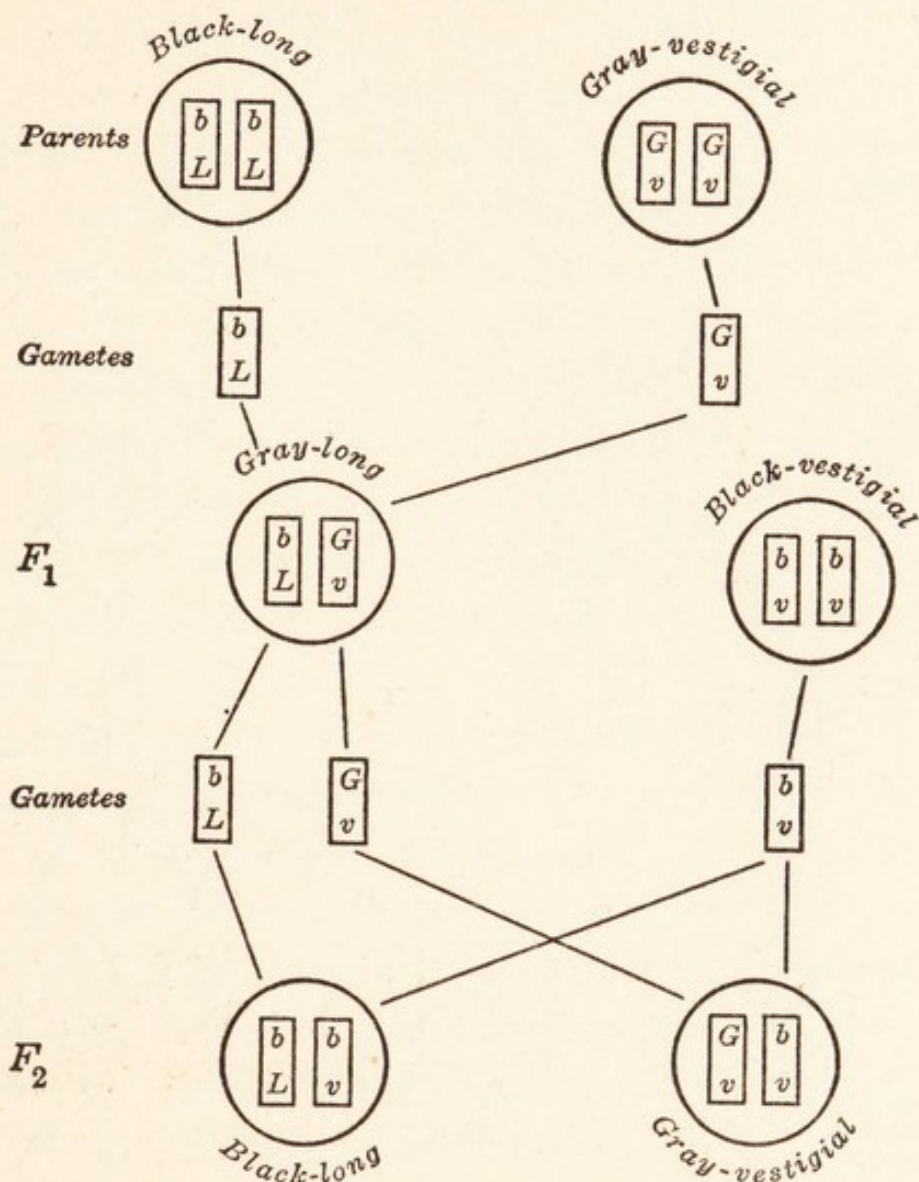 Black-long
Gray-vestigial
Parents
b b
L L
G G
v v
Gametes
b
L
G
v
Gray-long
Black-vestigial
F1
b G
L v
b b
v v
Gametes
b
L
G
v
b
v
F2
b b
L v
G b
v v
Black-long
Gray-vestigial